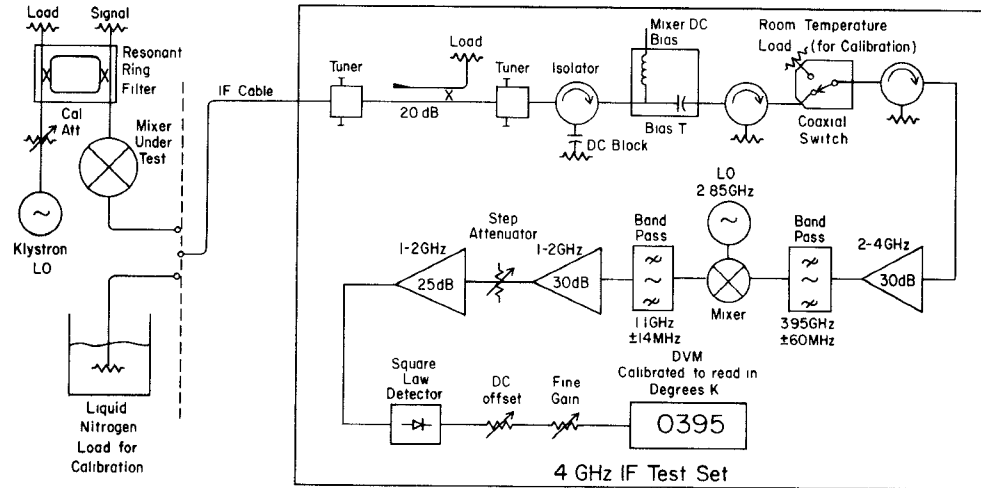 Load
Signal
Resonant
Ring
Filter
Cal
Att
Mixer
Under
Test
Klystron
LO
Liquid
Nitrogen
Load for
Calibration
IF Cable
Tuner
Load
20 dB
Tuner
Isolator
DC Block
Mixer DC
Bias
Bias T
Room Temperature
Load (for Calibration)
Coaxial
Switch
LO
2 85GHz
Mixer
Band
Pass
3 95GHz
±60MHz
2-4GHz
30dB
Band
Pass
1 1GHz
±14MHz
1-2GHz
30dB
Step
Attenuator
1-2GHz
25dB
Square
Law
Detector
DC
offset
Fine
Gain
DVM
Calibrated to read in
Degrees K
0395
4 GHz IF Test Set